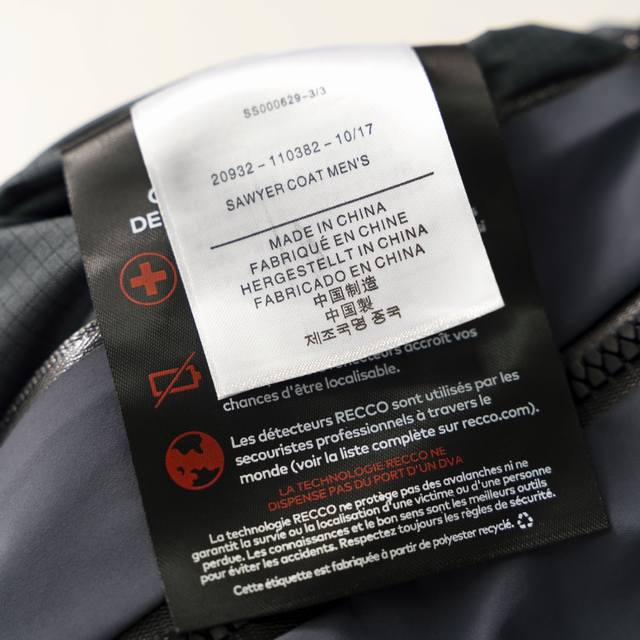 SS000629-3/3
20932-110382-10/17
SAWYER COAT MEN'S
MADE IN CHINA
FABRIQUÉ EN CHINE
HERGESTELLT IN CHINA
FABRICADO EN CHINA
中国制造
中国製
제조국명 중국
DE
accroît vos
chances d'être localisable.
Les détecteurs RECCO sont utilisés par les
secouristes professionnels à travers le
monde (voir la liste complète sur recco.com).
LA TECHNOLOGIE RECCO NE
DISPENSE PAS DU PORT D'UN DVA
La technologie RECCO ne protège pas des avalanches ni ne
garantit la survie ou la localisation d'une victime ou d'une personne
perdue. Les connaissances et le bon sens sont les meilleurs outils
pour éviter les accidents. Respectez toujours les règles de sécurité.
Cette étiquette est fabriquée à partir de polyester recyclé.